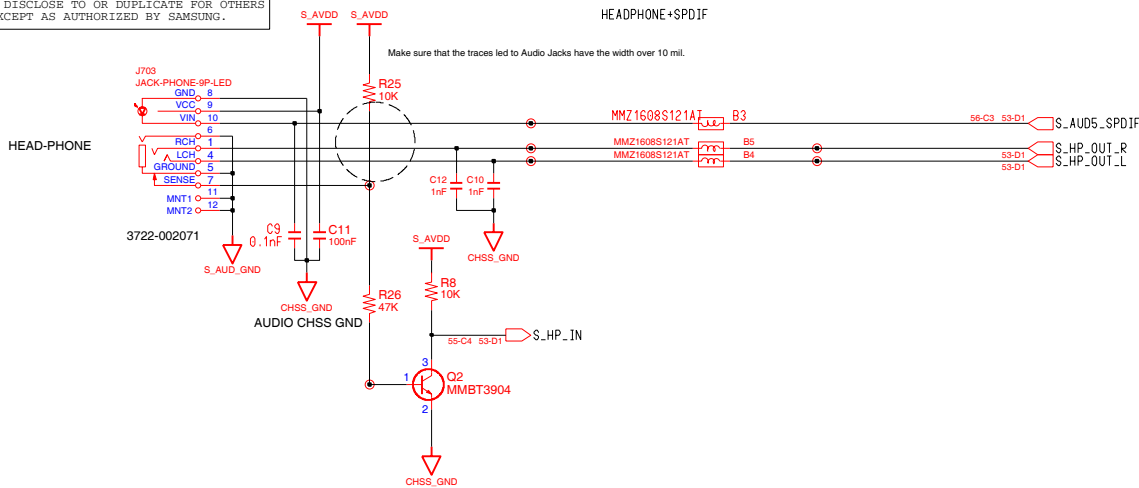 DISCLOSE TO OR DUPLICATE FOR OTHERS
EXCEPT AS AUTHORIZED BY SAMSUNG.
HEADPHONE+SPDIF
S_AVDD
S_AVDD
Make sure that the traces led to Audio Jacks have the width over 10 mil.
J703
JACK-PHONE-9P-LED
R25
10K
GND 8
VCC 9
VIN 10
6
RCH 1
LCH 4
GROUND 5
SENSE 7
MNT1 11
MNT2 12
HEAD-PHONE
3722-002071
MMZ1608S121AT B3
56-C3 53-D1 S_AUD5_SPDIF
MMZ1608S121AT B5
S_HP_OUT_R
MMZ1608S121AT B4
53-D1 S_HP_OUT_L
53-D1
C12
1nF
C10
1nF
C9
0.1nF
C11
100nF
S_AUD_GND
CHSS_GND
S_AVDD
CHSS_GND
AUDIO CHSS GND
R26
47K
R8
10K
55-C4 53-D1 S_HP_IN
3
1
Q2
MMBT3904
2
CHSS_GND